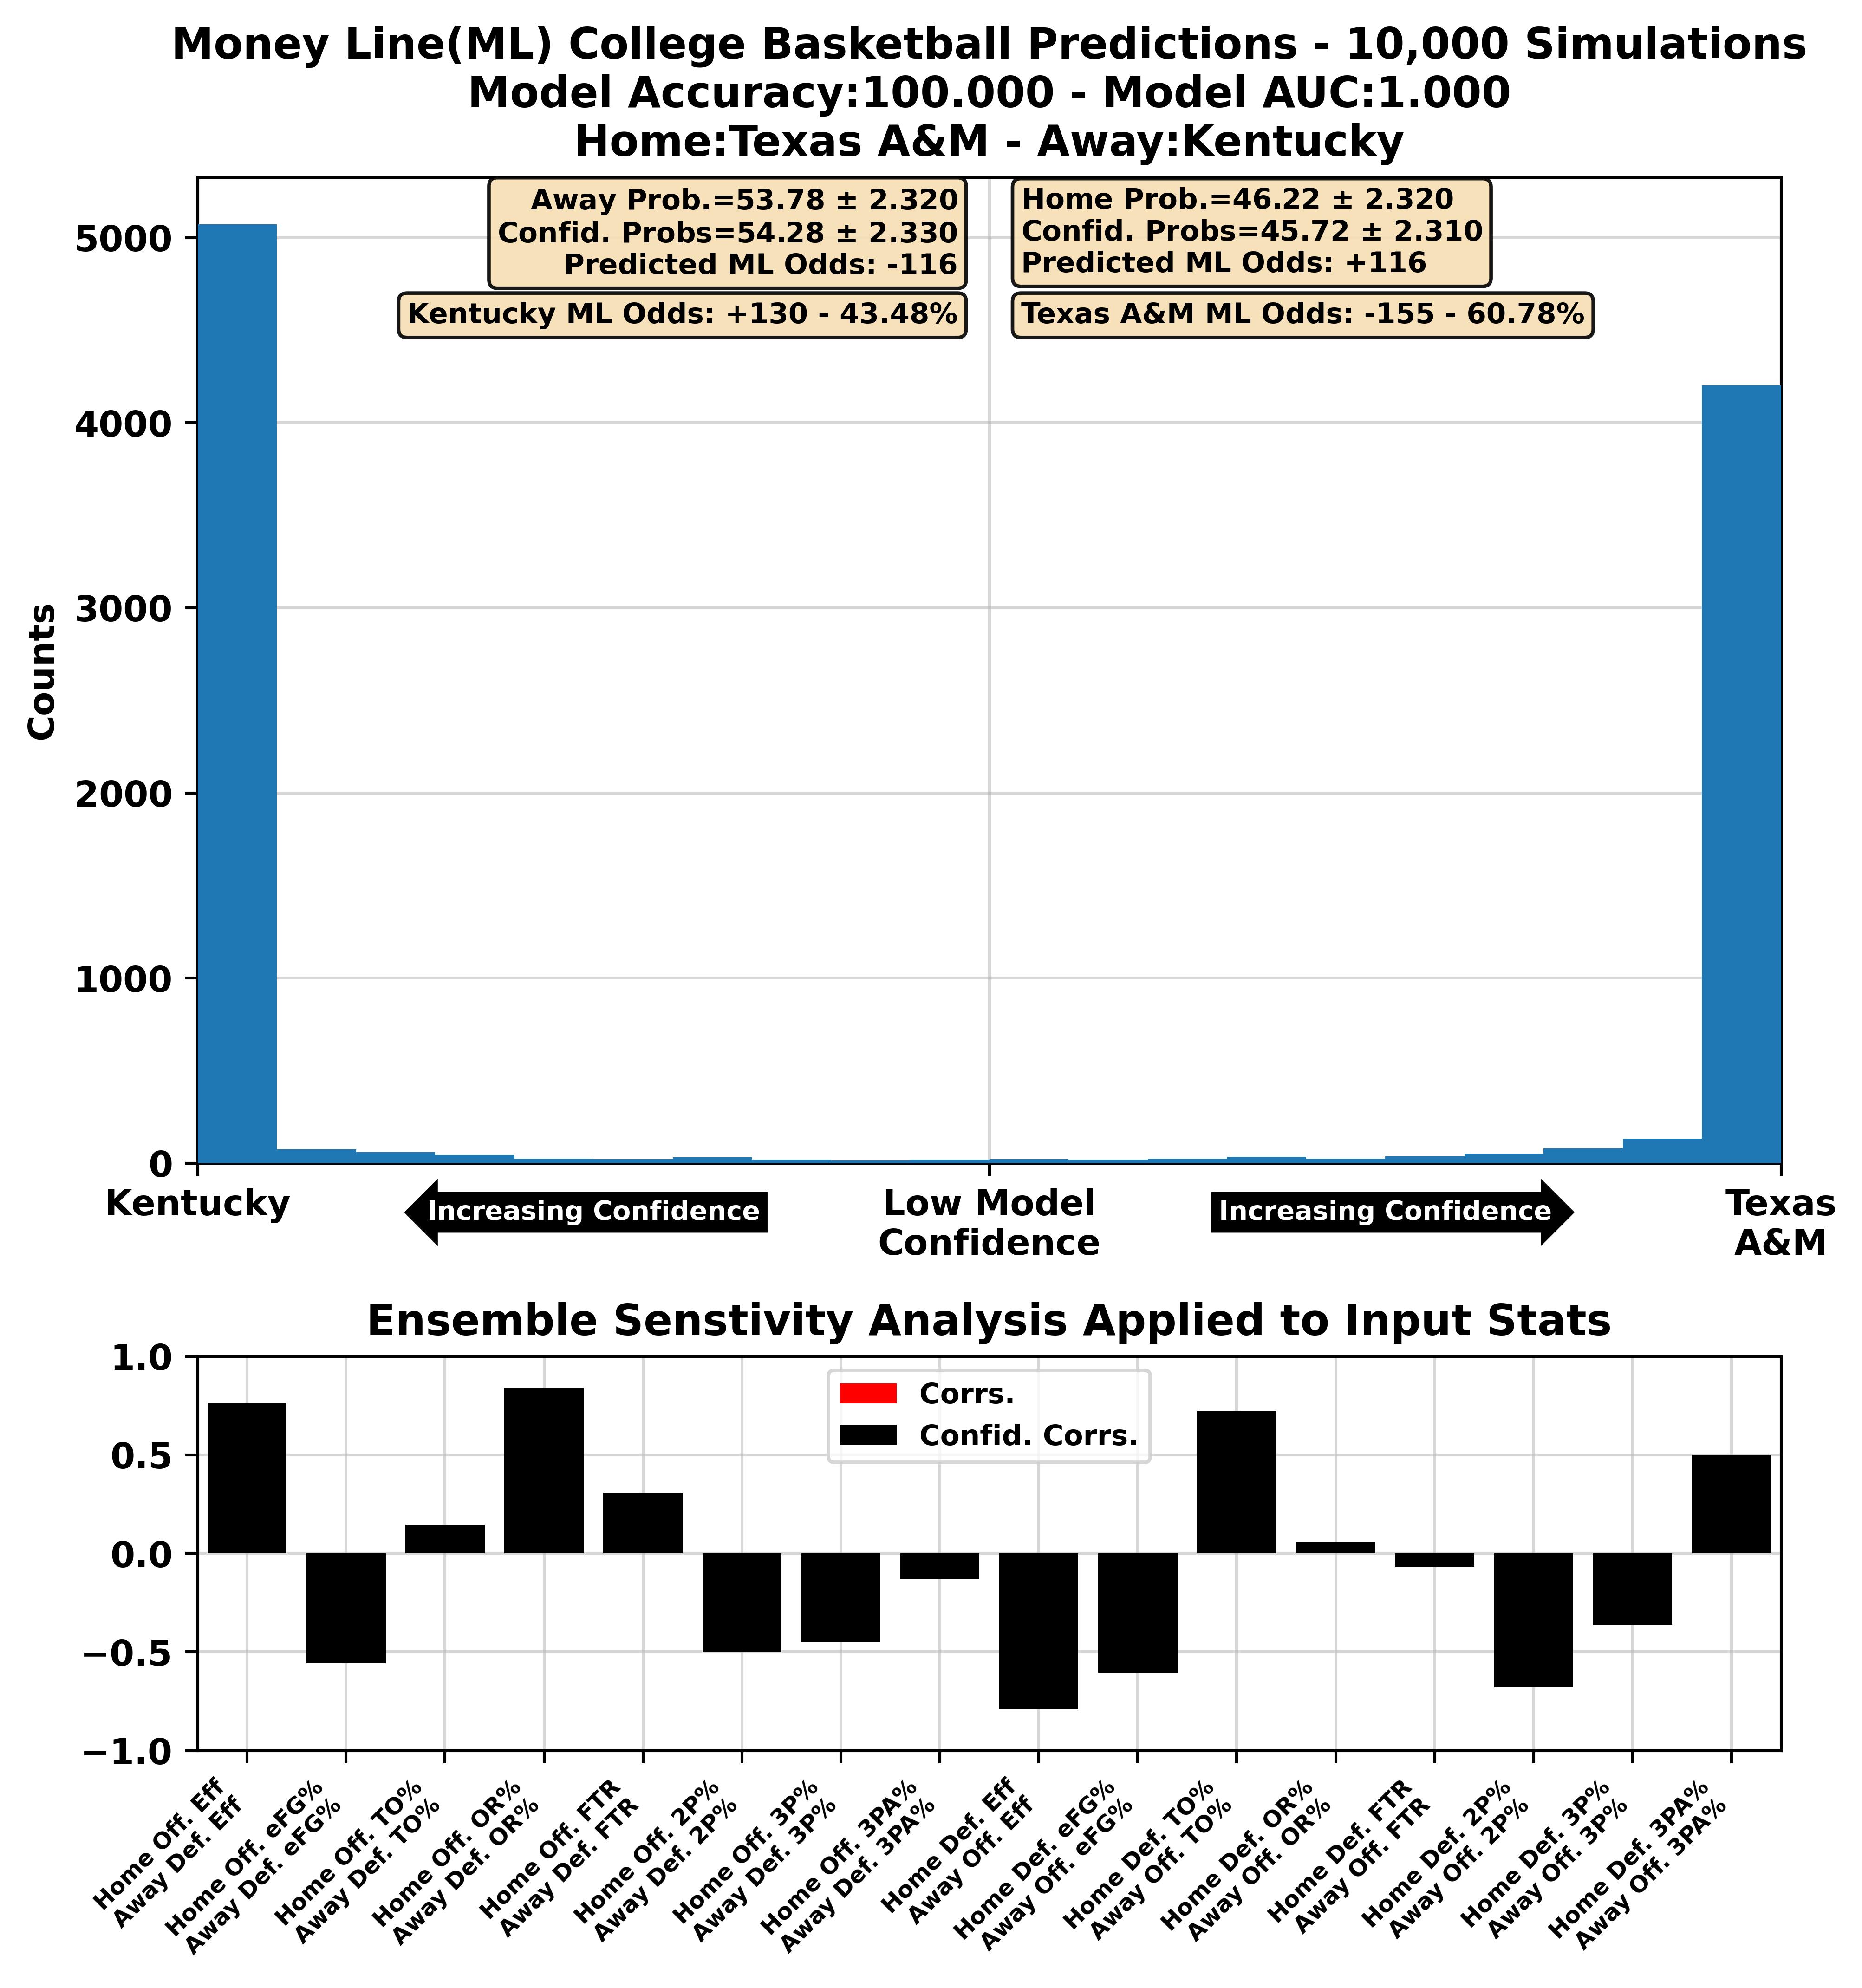 Money Line(ML) College Basketball Predictions - 10,000 Simulations
Model Accuracy:100.000 - Model AUC:1.000
Home:Texas A&M - Away:Kentucky
Away Prob.=53.78 ± 2.320
Confid. Probs=54.28 ± 2.330
Predicted ML Odds: -116
Kentucky ML Odds: +130 - 43.48%
Home Prob.=46.22 ± 2.320
Confid. Probs=45.72 ± 2.310
Predicted ML Odds: +116
Texas A&M ML Odds: -155 - 60.78%
Counts
5000
4000
3000
2000
1000
0
Kentucky
Increasing Confidence
Low Model
Confidence
Increasing Confidence
Texas
A&M
Ensemble Senstivity Analysis Applied to Input Stats
1.0
0.5
0.0
−0.5
−1.0
Corrs.
Confid. Corrs.
Home Off. Eff
Away Def. Eff
Home Off. eFG%
Away Def. eFG%
Home Off. TO%
Away Def. TO%
Home Off. OR%
Away Def. OR%
Home Off. FTR
Away Def. FTR
Home Off. 2P%
Away Def. 2P%
Home Off. 3P%
Away Def. 3P%
Home Off. 3PA%
Away Def. 3PA%
Home Def. Eff
Away Off. Eff
Home Def. eFG%
Away Off. eFG%
Home Def. TO%
Away Off. TO%
Home Def. OR%
Away Off. OR%
Home Def. FTR
Away Off. FTR
Home Def. 2P%
Away Off. 2P%
Home Def. 3P%
Away Off. 3P%
Home Def. 3PA%
Away Off. 3PA%